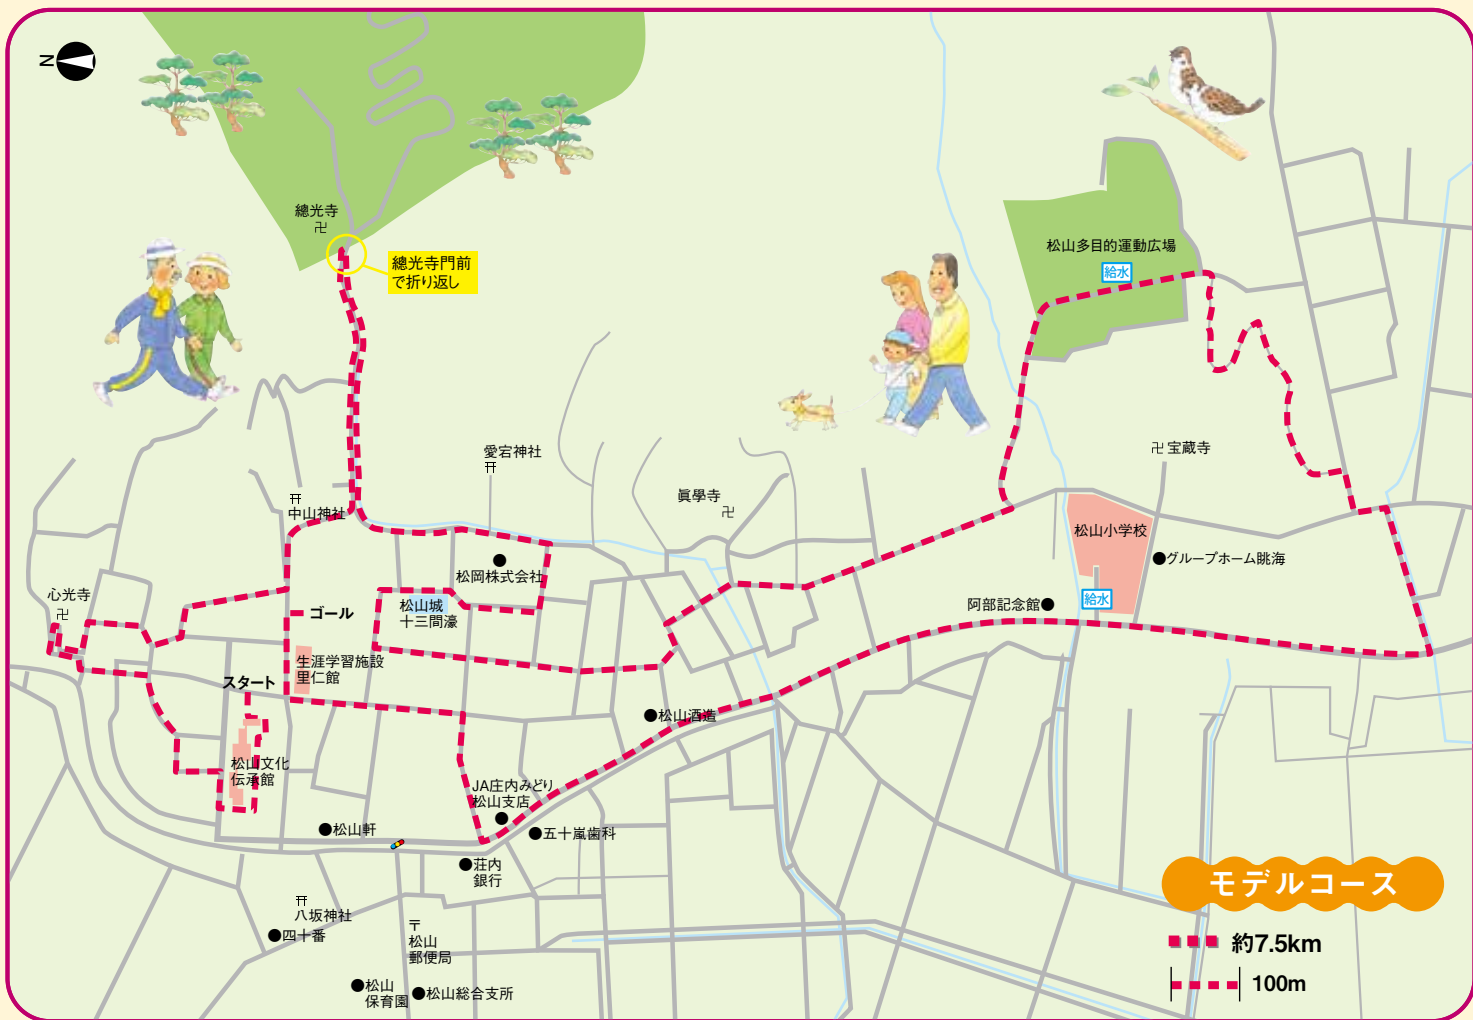 N
總光寺
總光寺門前
で折り返し
松山多目的運動広場
給水
愛宕神社
宝蔵寺
眞學寺
中山神社
松山小学校
松岡株式会社
グループホーム眺海
心光寺
松山城
十三間濠
ゴール
阿部記念館
給水
生涯学習施設
里仁館
スタート
松山酒造
松山文化
伝承館
JA庄内みどり
松山支店
松山軒
五十嵐歯科
荘内
銀行
モデルコース
八坂神社
四十番
〒
松山
郵便局
約7.5km
松山
保育園
松山総合支所
100m